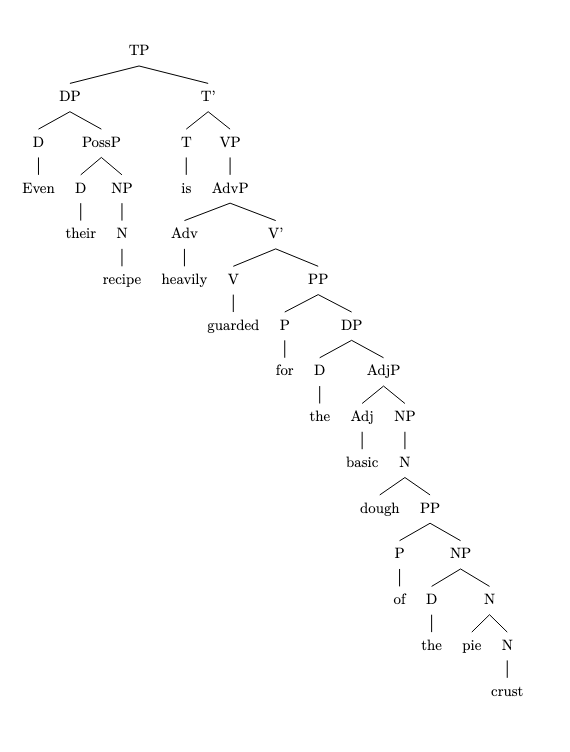 TP
DP T'
D PossP T VP
Even D NP is AdvP
their N Adv V'
recipe heavily V PP
guarded P DP
for D AdjP
the Adj NP
basic N
dough PP
P NP
of D N
the pie N
crust